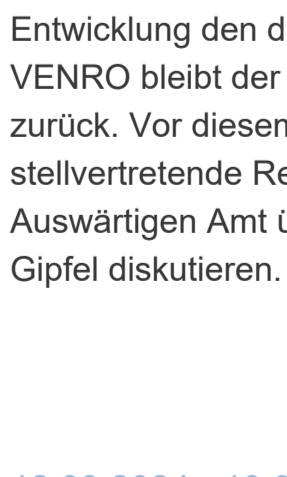 Entwicklung den d
VENRO bleibt der
zurück. Vor diesen
stellvertretende Re
Auswärtigen Amt ü
Gipfel diskutieren.